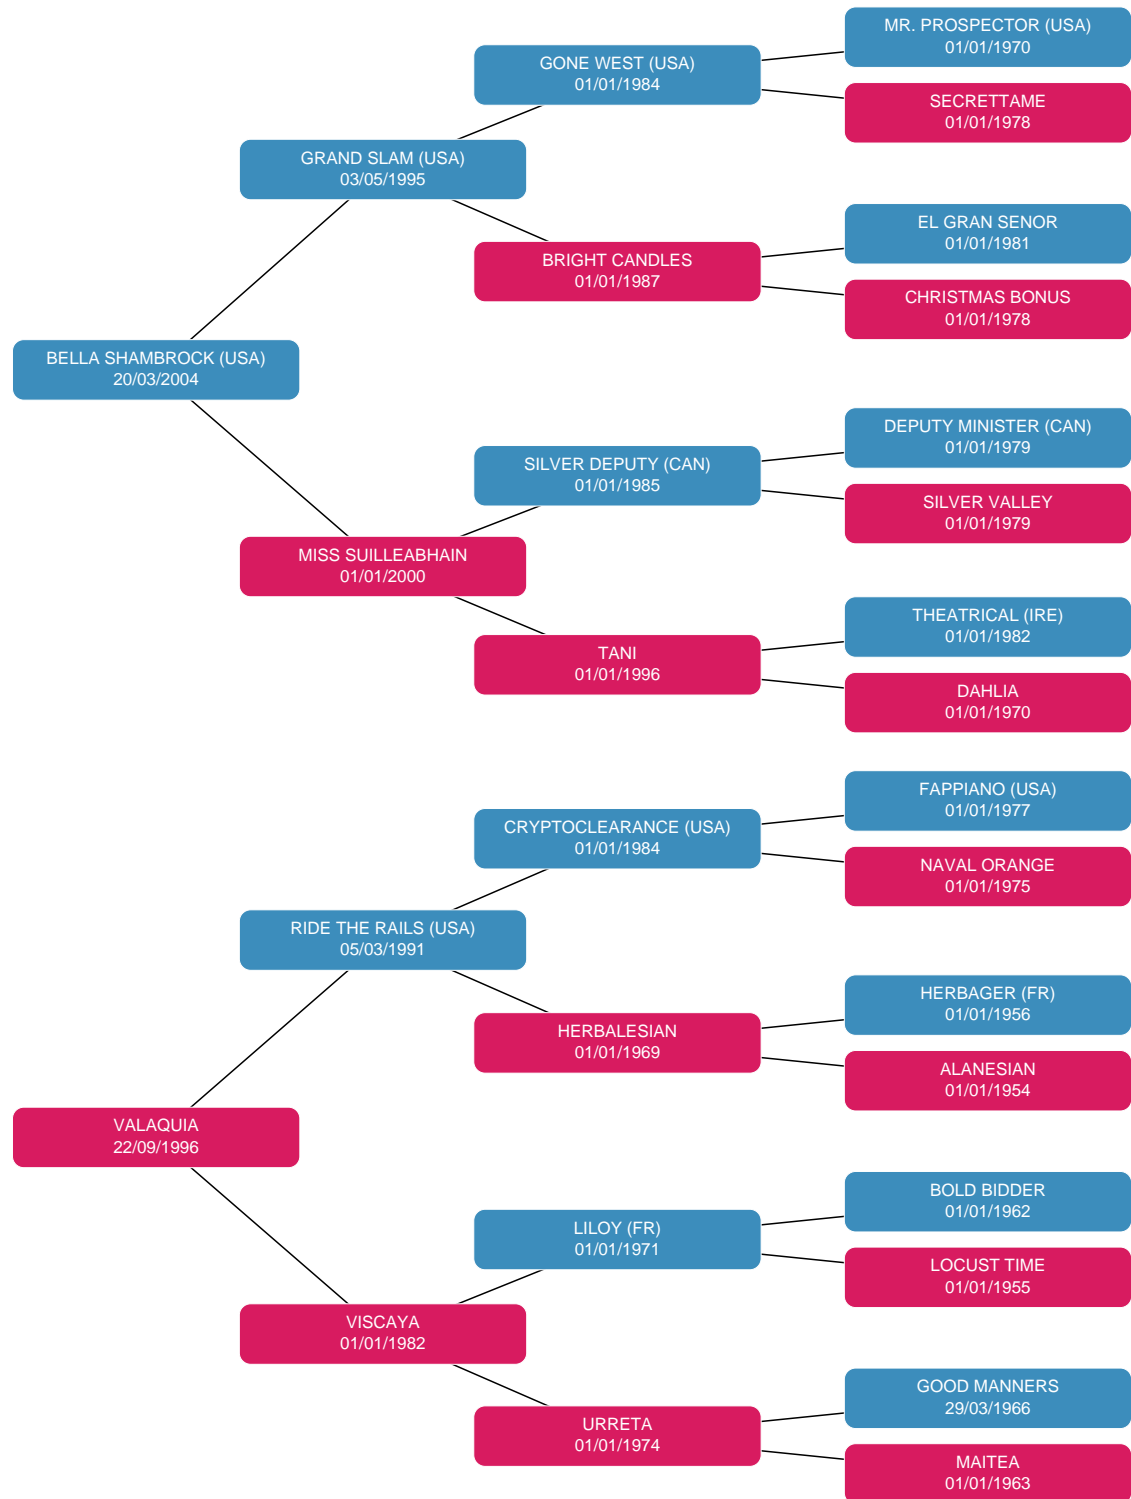 MR. PROSPECTOR (USA)
01/01/1970
GONE WEST (USA)
01/01/1984
SECRETTAME
01/01/1978
GRAND SLAM (USA)
03/05/1995
EL GRAN SENOR
01/01/1981
BRIGHT CANDLES
01/01/1987
CHRISTMAS BONUS
01/01/1978
BELLA SHAMBROCK (USA)
20/03/2004
DEPUTY MINISTER (CAN)
01/01/1979
SILVER DEPUTY (CAN)
01/01/1985
SILVER VALLEY
01/01/1979
MISS SUILLEABHAIN
01/01/2000
THEATRICAL (IRE)
01/01/1982
TANI
01/01/1996
DAHLIA
01/01/1970
FAPPIANO (USA)
01/01/1977
CRYPTOCLEARANCE (USA)
01/01/1984
NAVAL ORANGE
01/01/1975
RIDE THE RAILS (USA)
05/03/1991
HERBAGER (FR)
01/01/1956
HERBALESIAN
01/01/1969
ALANESIAN
01/01/1954
VALAQUIA
22/09/1996
BOLD BIDDER
01/01/1962
LILOY (FR)
01/01/1971
LOCUST TIME
01/01/1955
VISCAYA
01/01/1982
GOOD MANNERS
29/03/1966
URRETA
01/01/1974
MAITEA
01/01/1963